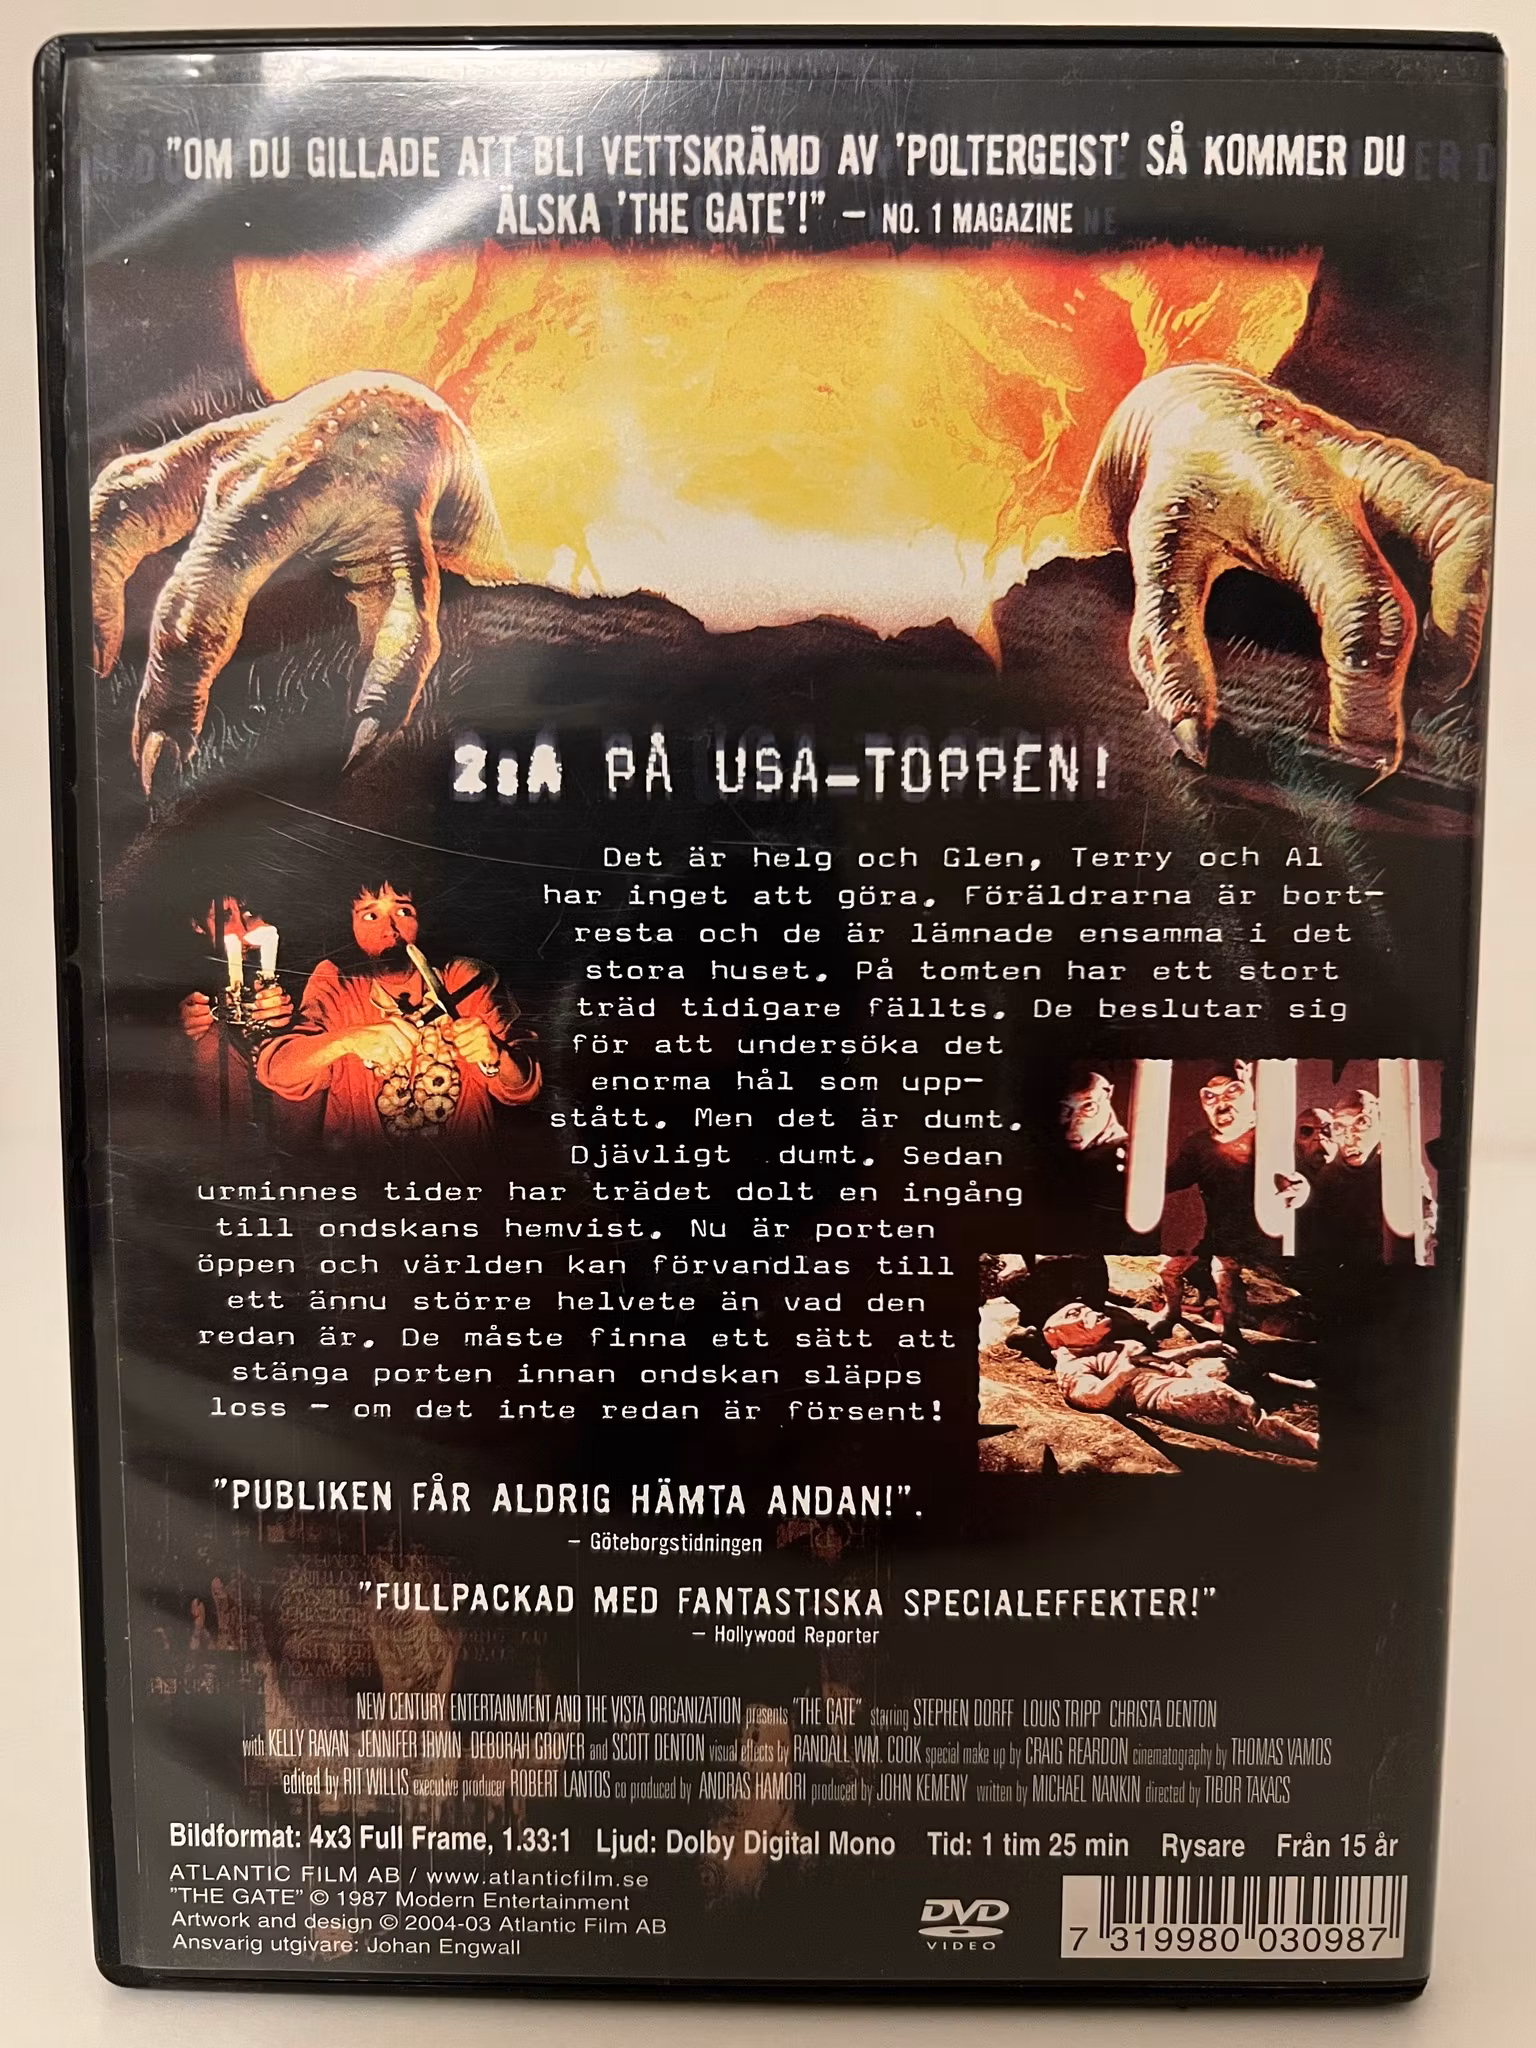 "OM DU GILLADE ATT BLI VETTSKRÄMD AV 'POLTERGEIST' SÅ KOMMER DU
ÄLSKA 'THE GATE'!" – NO. 1 MAGAZINE
2:A PÅ USA-TOPPEN!
Det är helg och Glen, Terry och Al
har inget att göra. Föräldrarna är bort-
resta och de är lämnade ensamma i det
stora huset. På tomten har ett stort
träd tidigare fällts. De beslutar sig
för att undersöka det
enorma hål som upp-
stått. Men det är dumt.
Djävligt dumt. Sedan
urminnes tider har trädet dolt en ingång
till ondskans hemvist. Nu är porten
öppen och världen kan förvandlas till
ett ännu större helvete än vad den
redan är. De måste finna ett sätt att
stänga porten innan ondskan släpps
loss – om det inte redan är försent!
"PUBLIKEN FÅR ALDRIG HÄMTA ANDAN!".
– Göteborgstidningen
"FULLPACKAD MED FANTASTISKA SPECIALEFFEKTER!"
– Hollywood Reporter
NEW CENTURY ENTERTAINMENT AND THE VISTA ORGANIZATION presents "THE GATE" starring STEPHEN DORFF LOUIS TRIPP CHRISTA DENTON
with KELLY RAVAN JENNIFER IRWIN DEBORAH GROVER and SCOTT DENTON visual effects by RANDALL WM. COOK special make up by CRAIG REARDON cinematography by THOMAS VAMOS
edited by RIT WILLIS executive producer ROBERT LANTOS co produced by ANDRAS HAMORI produced by JOHN KEMENY written by MICHAEL NANKIN directed by TIBOR TAKACS
Bildformat: 4x3 Full Frame, 1.33:1 Ljud: Dolby Digital Mono Tid: 1 tim 25 min Rysare Från 15 år
ATLANTIC FILM AB / www.atlanticfilm.se
"THE GATE" © 1987 Modern Entertainment
Artwork and design © 2004-03 Atlantic Film AB
Ansvarig utgivare: Johan Engwall
DVD
VIDEO
7 319980 030987